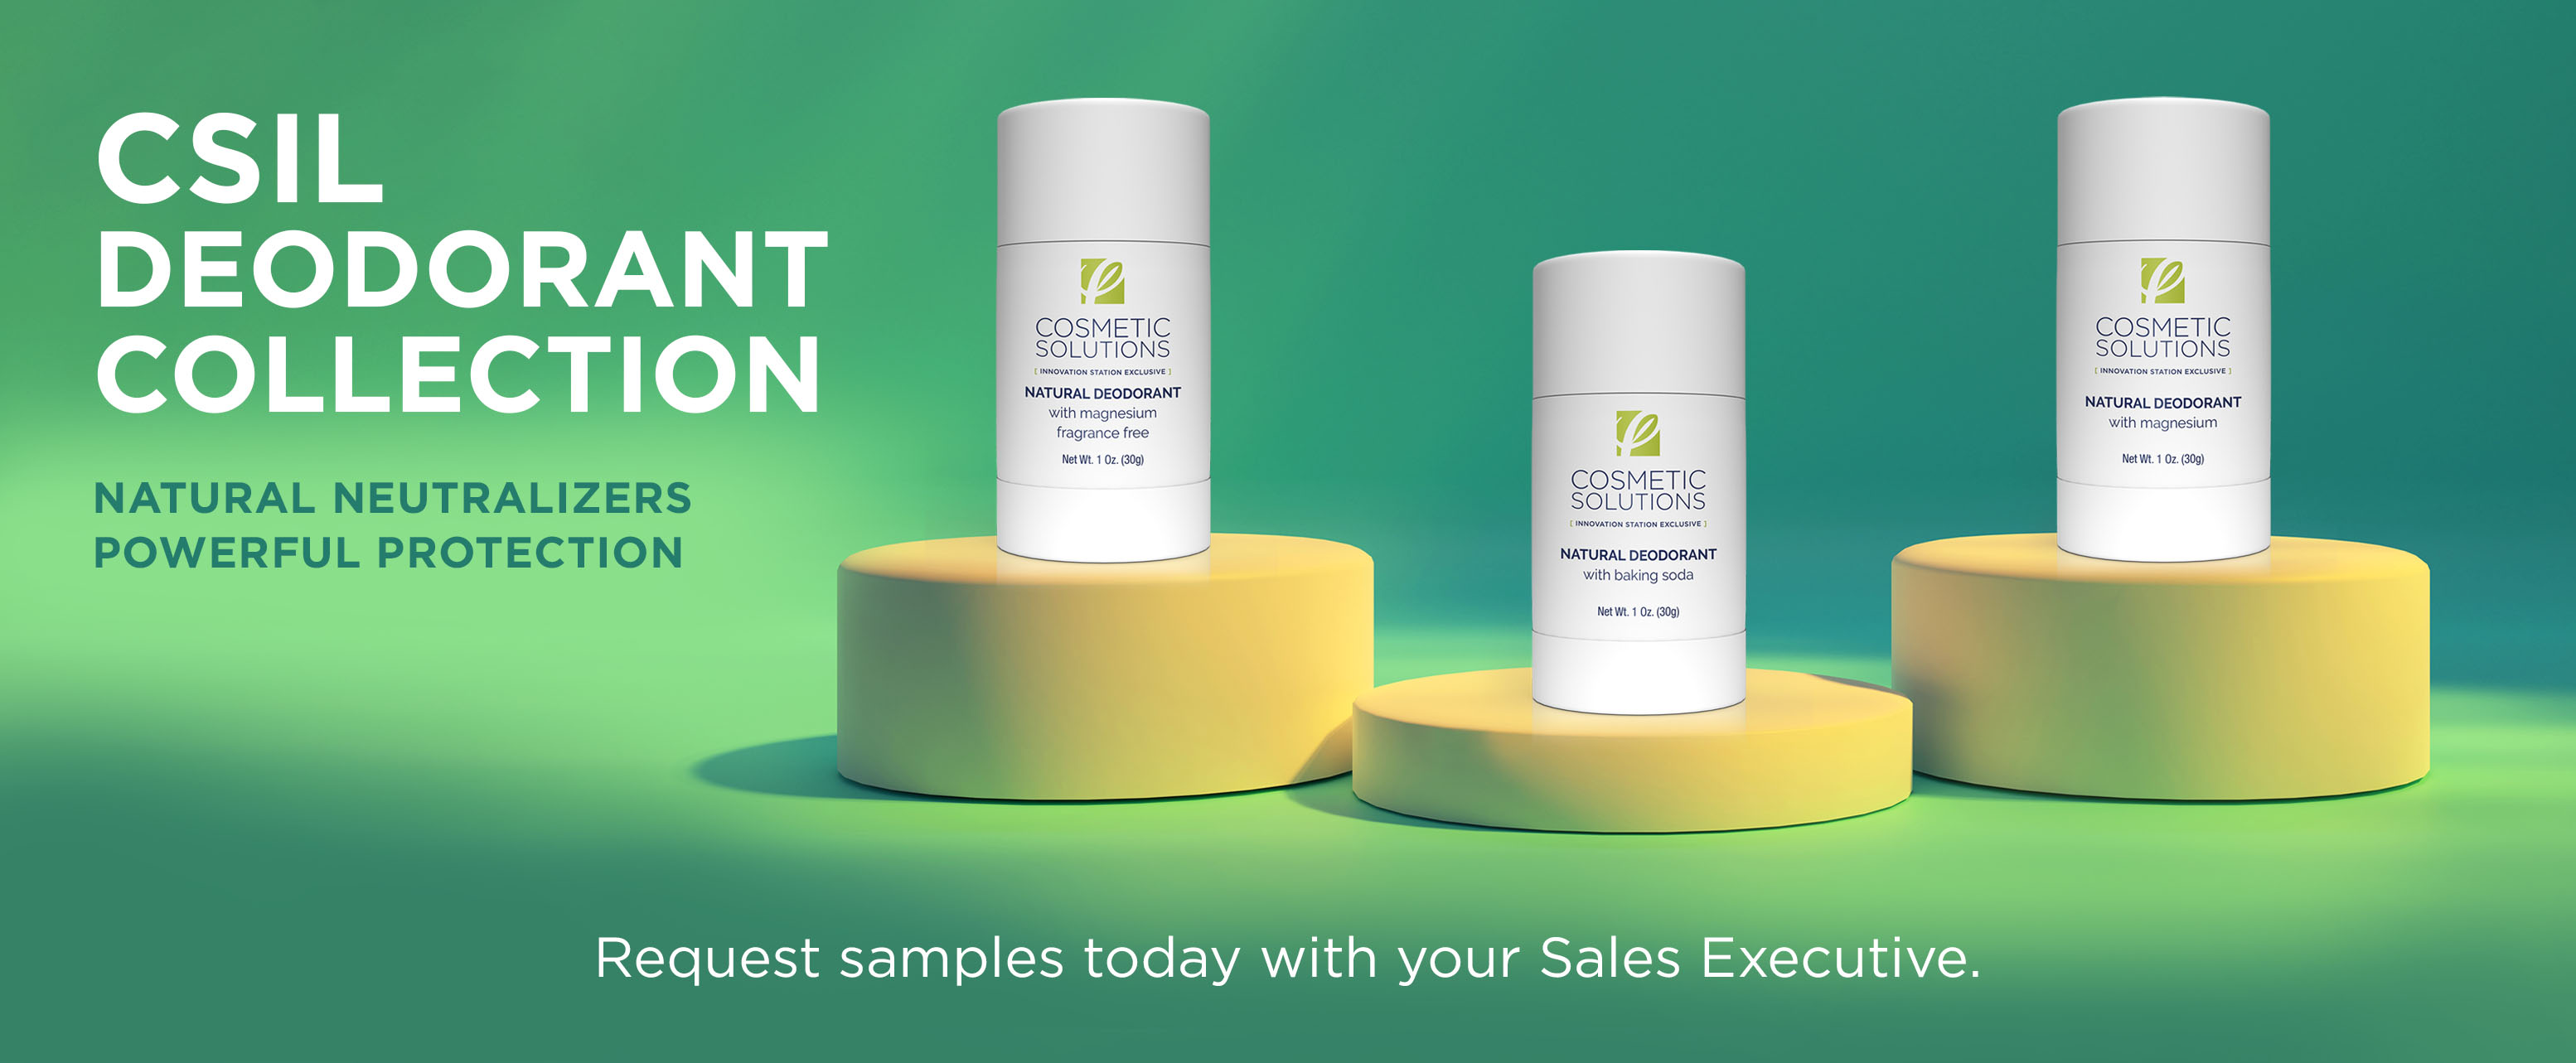 CSIL
DEODORANT
COLLECTION
NATURAL NEUTRALIZERS
POWERFUL PROTECTION
COSMETIC
SOLUTIONS
[ INNOVATION STATION EXCLUSIVE ]
NATURAL DEODORANT
with magnesium
fragrance free
Net Wt. 1 Oz. (30g)
COSMETIC
SOLUTIONS
[ INNOVATION STATION EXCLUSIVE ]
NATURAL DEODORANT
with baking soda
Net Wt. 1 Oz. (30g)
COSMETIC
SOLUTIONS
[ INNOVATION STATION EXCLUSIVE ]
NATURAL DEODORANT
with magnesium
Net Wt. 1 Oz. (30g)
Request samples today with your Sales Executive.